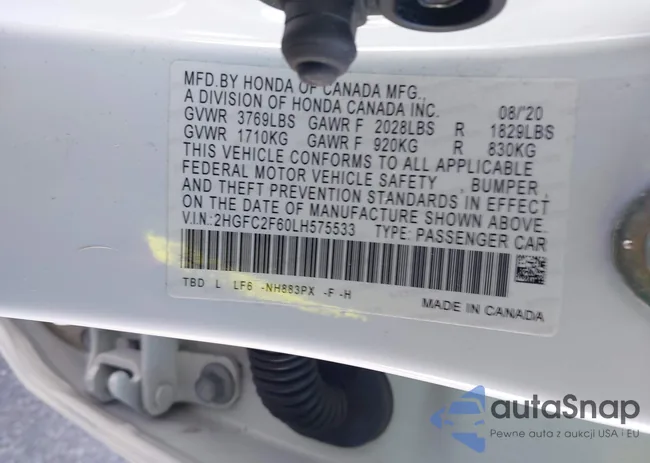 MFD.BY HONDA OF CANADA MFG.,
A DIVISION OF HONDA CANADA INC. 08/'20
GVWR 3769LBS GAWR F 2028LBS R 1829LBS
GVWR 1710KG GAWR F 920KG R 830KG
THIS VEHICLE CONFORMS TO ALL APPLICABLE
FEDERAL MOTOR VEHICLE SAFETY , BUMPER
AND THEFT PREVENTION STANDARDS IN EFFECT
ON THE DATE OF MANUFACTURE SHOWN ABOVE.
V.I.N.:2HGFC2F60LH575533 TYPE: PASSENGER CAR
TBD L LF6 -NH883PX -F -H
MADE IN CANADA
autaSnap
Pewne auta z aukcji USA i EU